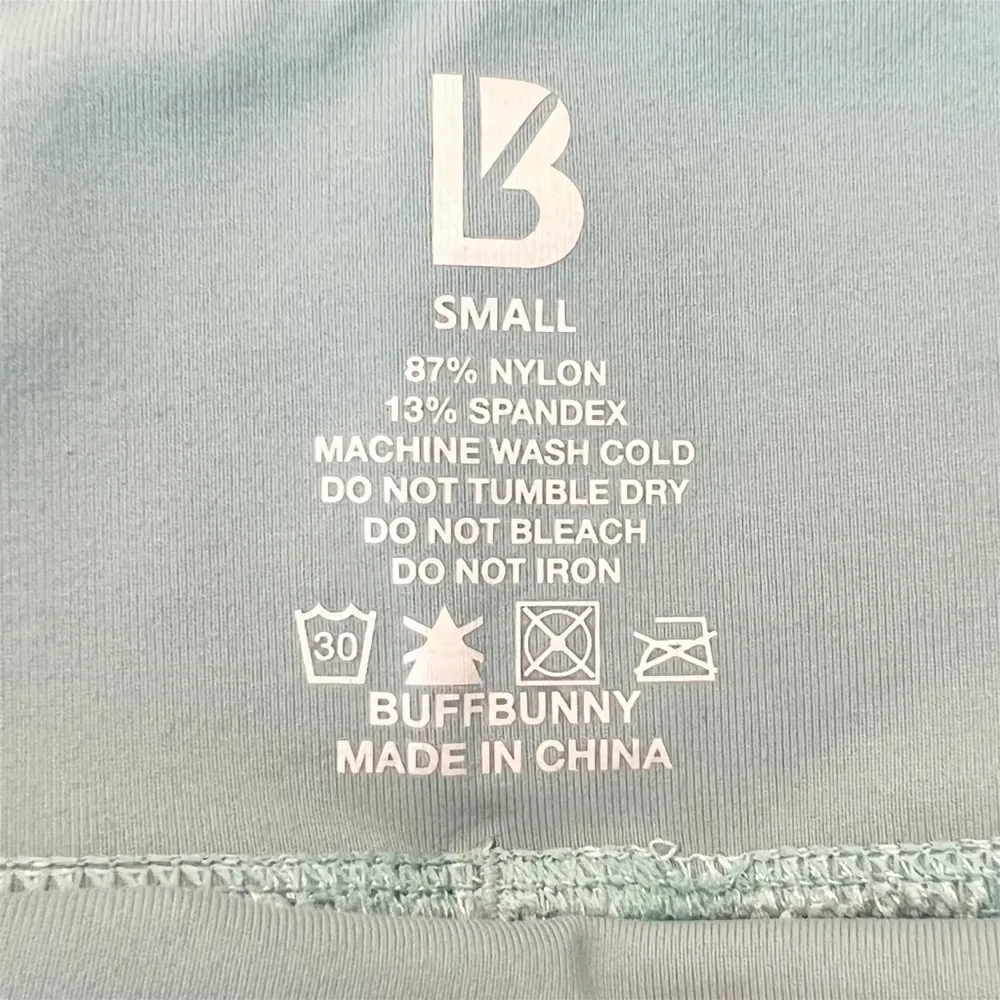 B
SMALL
87% NYLON
13% SPANDEX
MACHINE WASH COLD
DO NOT TUMBLE DRY
DO NOT BLEACH
DO NOT IRON
30
BUFFBUNNY
MADE IN CHINA